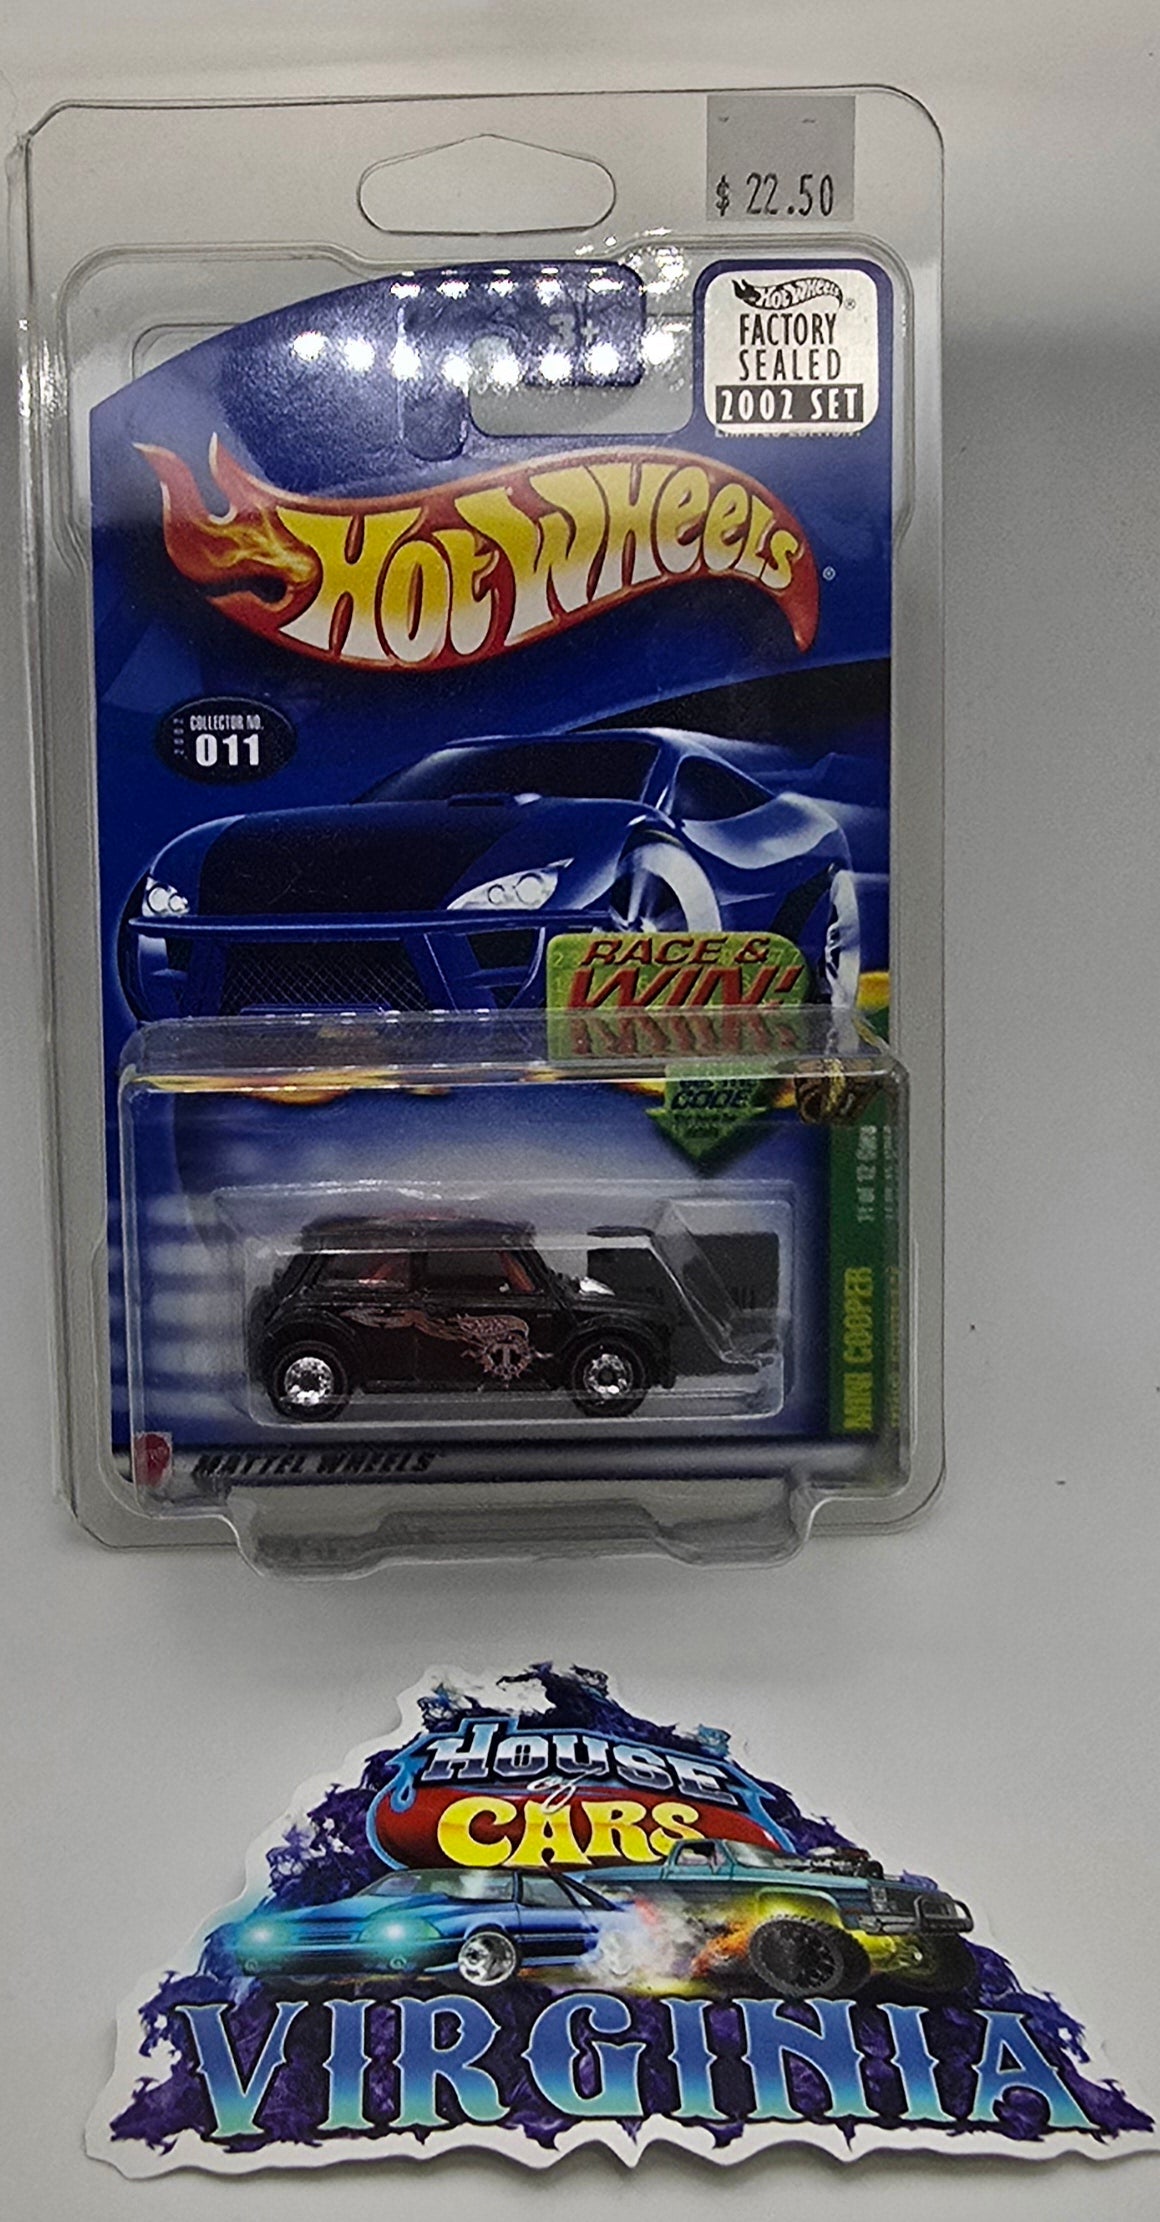 $ 22.50
3+
HOT WHEELS®
FACTORY
SEALED
2002 SET
HOT WHEELS®
2002
COLLECTOR NO.
011
RACE &
WIN!
CODE
11 of 12 CARS
MINI COOPER
T
MATTEL WHEELS
HOUSE
of
CARS
VIRGINIA